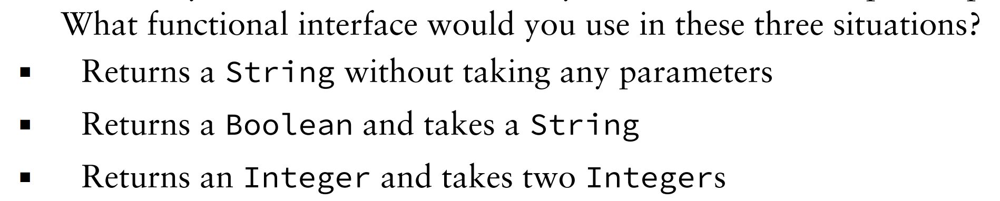 What functional interface would you use in these three situations?
▪ Returns a String without taking any parameters
▪ Returns a Boolean and takes a String
▪ Returns an Integer and takes two Integers